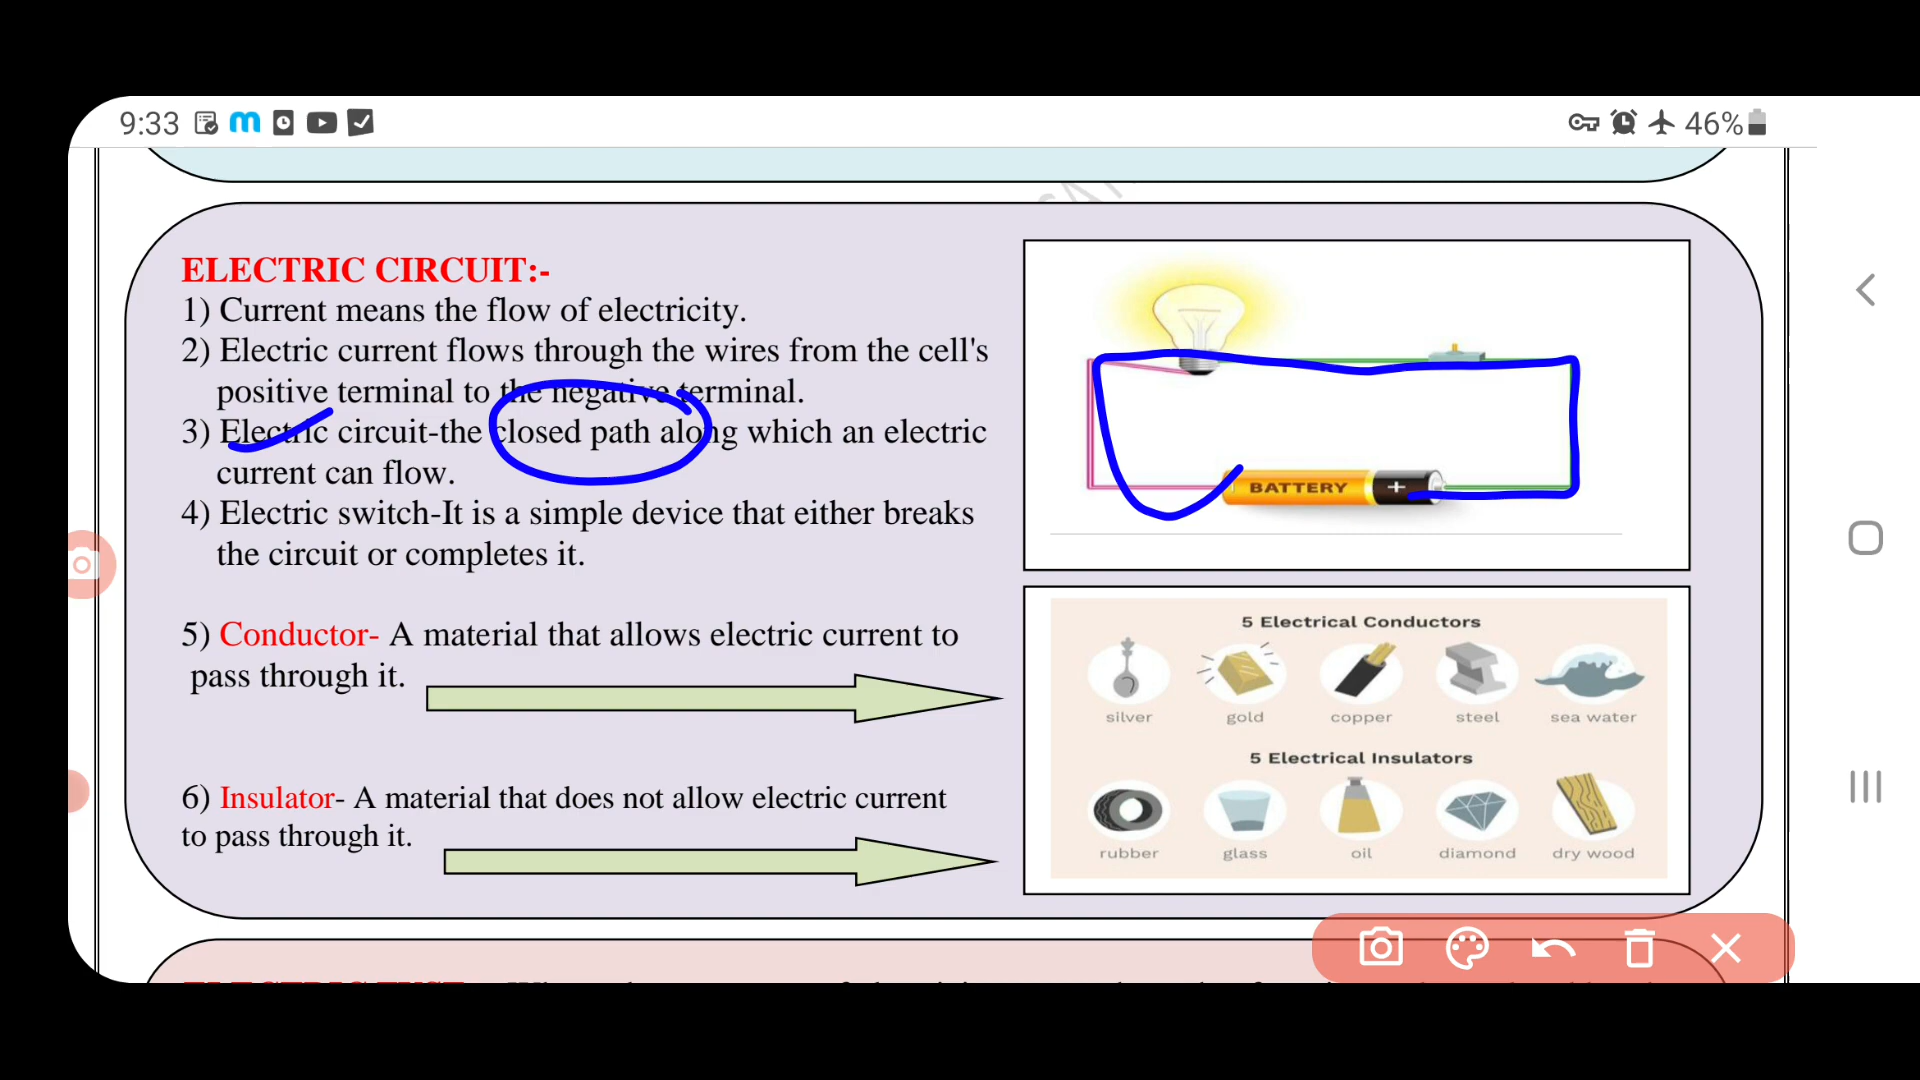 9:33
46%
ELECTRIC CIRCUIT:-
1) Current means the flow of electricity.
2) Electric current flows through the wires from the cell's
positive terminal to the negative terminal.
3) Electric circuit-the closed path along which an electric
current can flow.
4) Electric switch-It is a simple device that either breaks
the circuit or completes it.
5) Conductor- A material that allows electric current to
pass through it.
6) Insulator- A material that does not allow electric current
to pass through it.
BATTERY +
5 Electrical Conductors
silver gold copper steel sea water
5 Electrical Insulators
rubber glass oil diamond dry wood